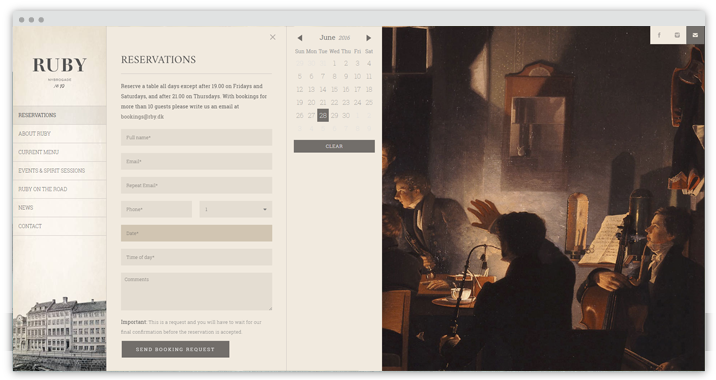 RUBY
RESERVATIONS
ABOUT RUBY
CURRENT MENU
EVENTS & SPIRIT SESSIONS
RUBY ON THE ROAD
NEWS
CONTACT
RESERVATIONS
Reserve a table all days except after 19.00 on Fridays and
Saturdays, and after 21.00 on Thursdays. With bookings for
more than 10 guests please write us an email at
bookings@rby.dk
Full name*
Email*
Repeat Email*
Phone*
1
Date*
Time of day*
Comments
Important: This is a request and you will have to wait for our
final confirmation before the reservation is accepted
SEND BOOKING REQUEST
June 2016
Sun Mon Tue Wed Thu Fri Sat
1 2 3 4
5 6 7 8 9 10 11
12 13 14 15 16 17 18
19 20 21 22 23 24 25
26 27 28 29 30
CLEAR